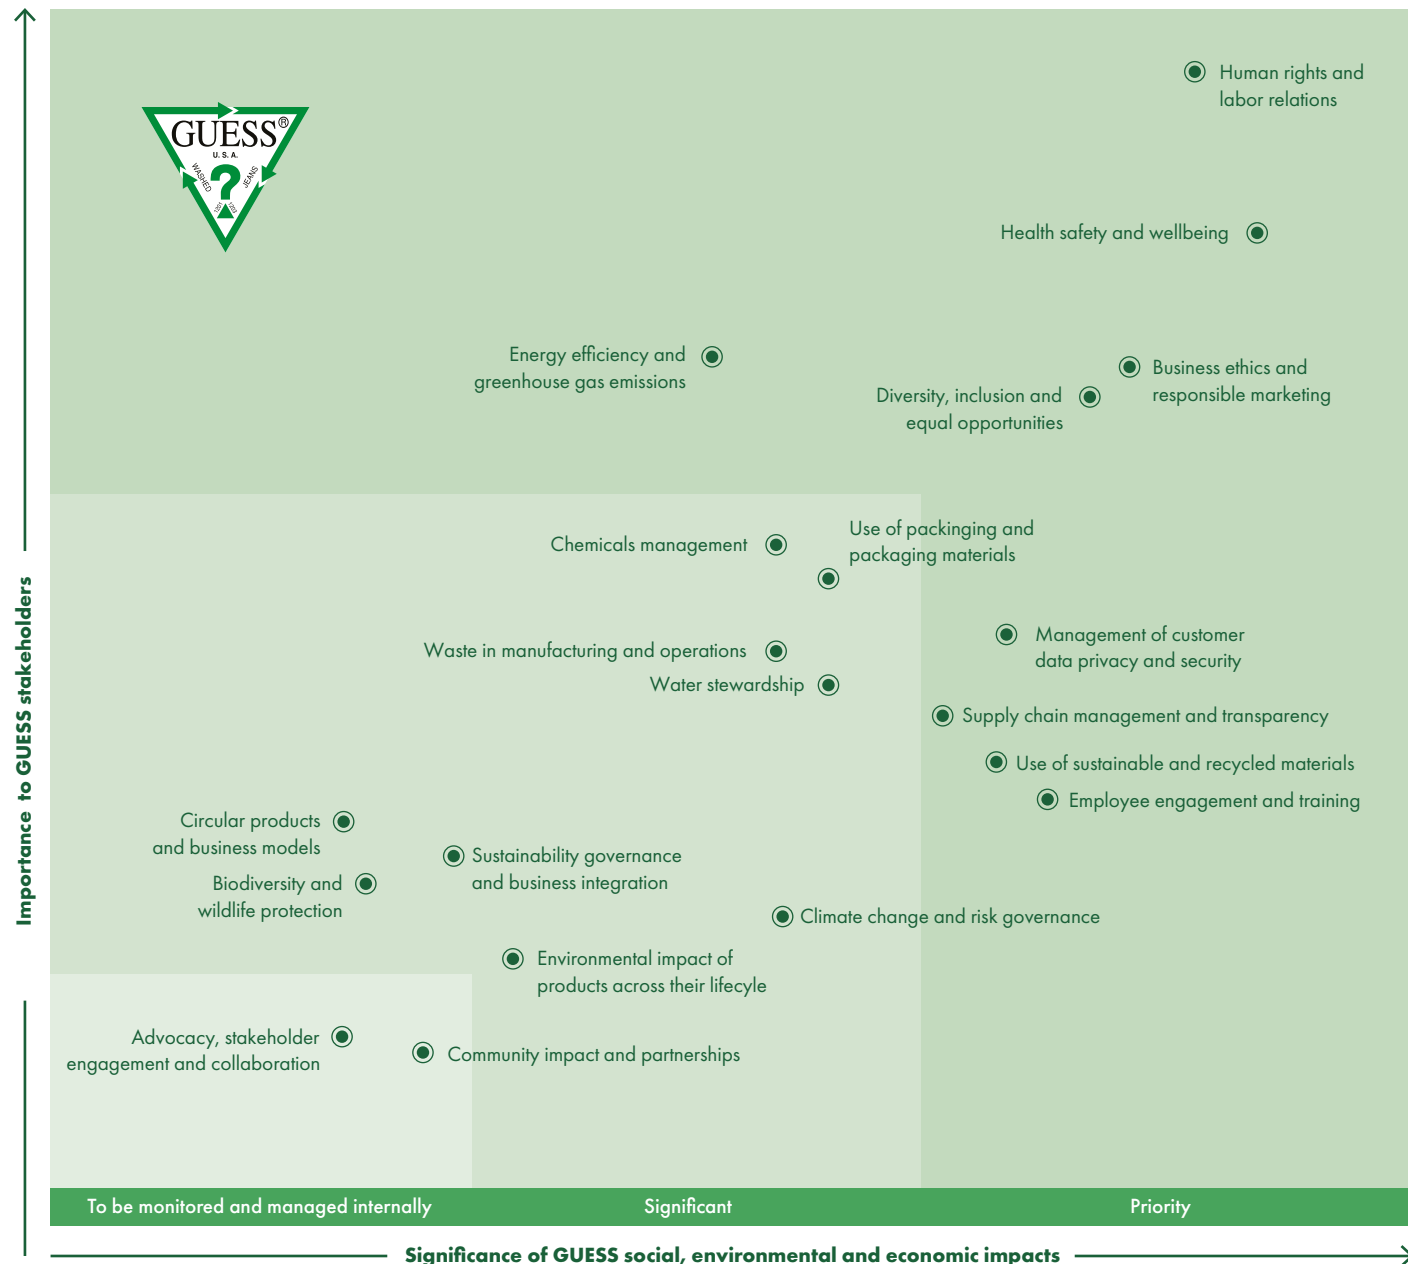 Human rights and
labor relations
GUESS®
U.S.A.
WASHED
JEANS
?
1201
1203
Health safety and wellbeing
Energy efficiency and
greenhouse gas emissions
Business ethics and
responsible marketing
Diversity, inclusion and
equal opportunities
Chemicals management
Use of packinging and
packaging materials
Waste in manufacturing and operations
Management of customer
data privacy and security
Water stewardship
Supply chain management and transparency
Use of sustainable and recycled materials
Employee engagement and training
Circular products
and business models
Sustainability governance
and business integration
Biodiversity and
wildlife protection
Climate change and risk governance
Environmental impact of
products across their lifecyle
Advocacy, stakeholder
engagement and collaboration
Community impact and partnerships
Importance to GUESS stakeholders
To be monitored and managed internally
Significant
Priority
Significance of GUESS social, environmental and economic impacts